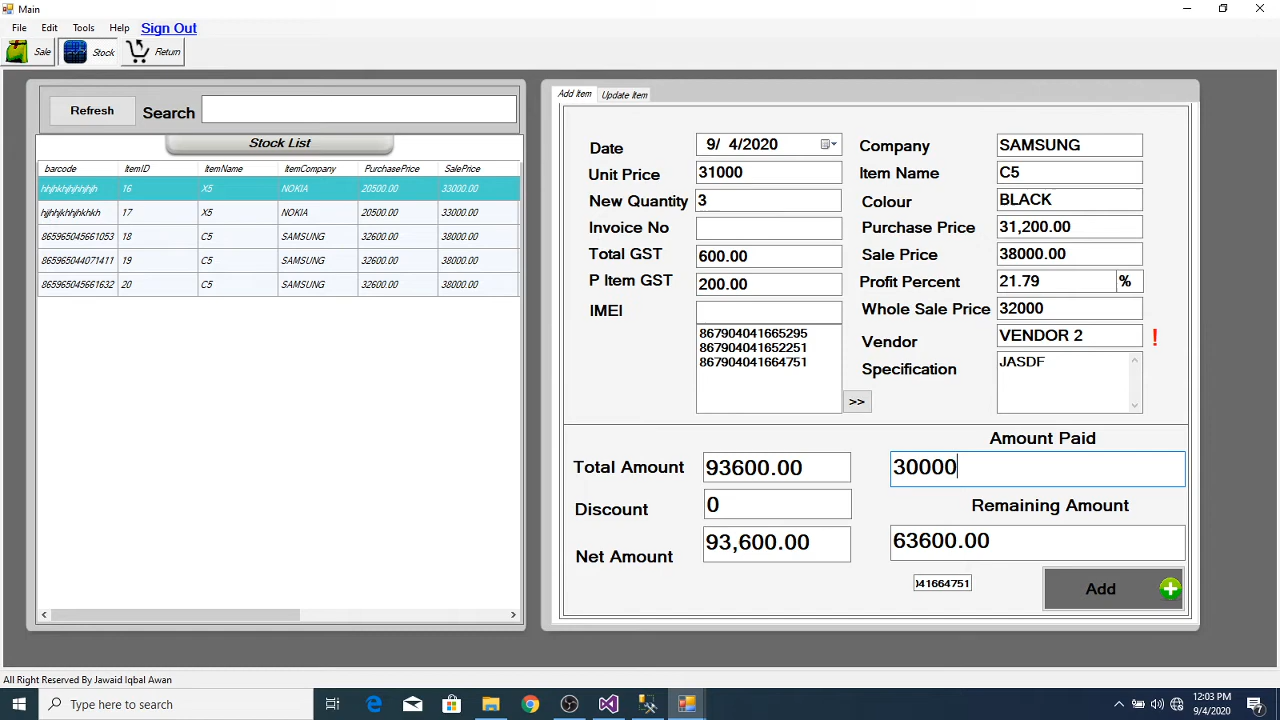 Main
File Edit Tools Help Sign Out
Sale Stock Return
Refresh Search
Stock List
barcode ItemID ItemName ItemCompany PurchasePrice SalePrice
16 X5 NOKIA 20500.00 33000.00
17 X5 NOKIA 20500.00 33000.00
865965045661053 18 C5 SAMSUNG 32600.00 38000.00
865965044071411 19 C5 SAMSUNG 32600.00 38000.00
865965045661632 20 C5 SAMSUNG 32600.00 38000.00
Add Item Update Item
Date 9/ 4/2020
Unit Price 31000
New Quantity 3
Invoice No
Total GST 600.00
P Item GST 200.00
IMEI
867904041665295
867904041652251
867904041664751
>>
Company SAMSUNG
Item Name C5
Colour BLACK
Purchase Price 31,200.00
Sale Price 38000.00
Profit Percent 21.79 %
Whole Sale Price 32000
Vendor VENDOR 2 !
Specification JASDF
Total Amount 93600.00
Discount 0
Net Amount 93,600.00
Amount Paid
30000
Remaining Amount
63600.00
041664751
Add
All Right Reserved By Jawaid Iqbal Awan
Type here to search
12:03 PM
9/4/2020
7